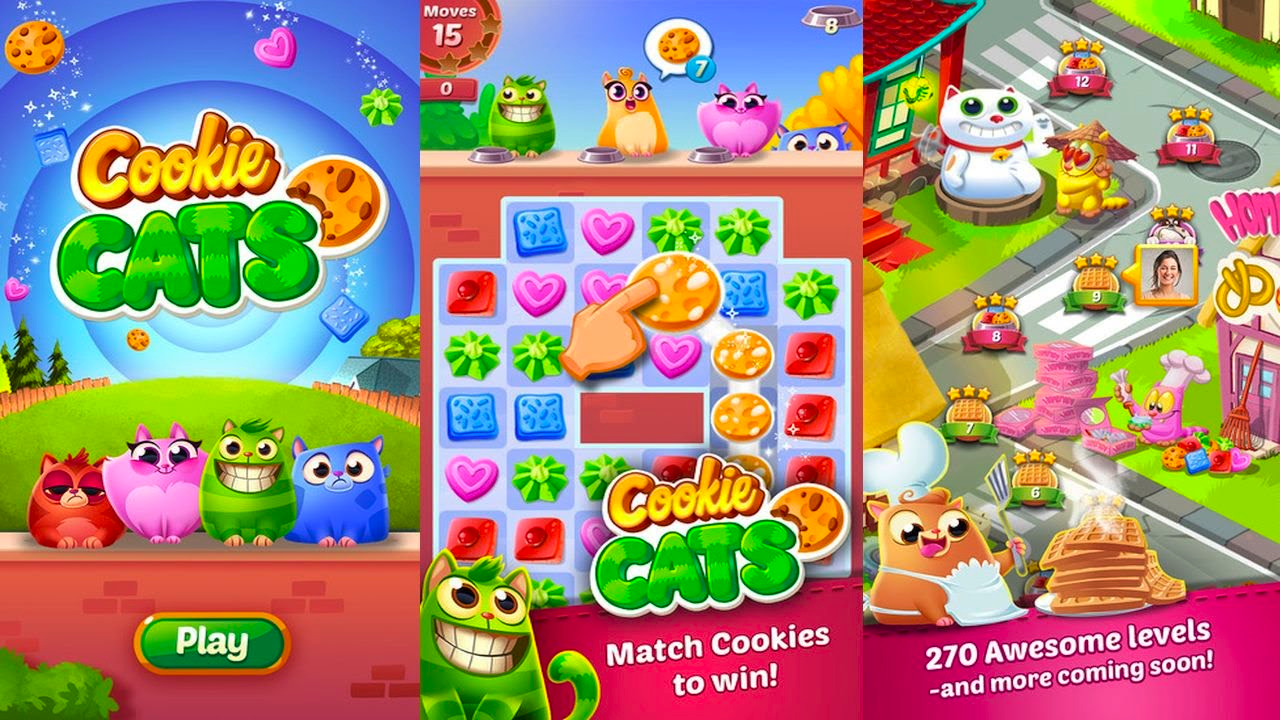 Cookie
CATS
Play
Moves
15
0
7
8
Cookie
CATS
Match Cookies
to win!
12
11
9
8
7
6
270 Awesome levels
-and more coming soon!